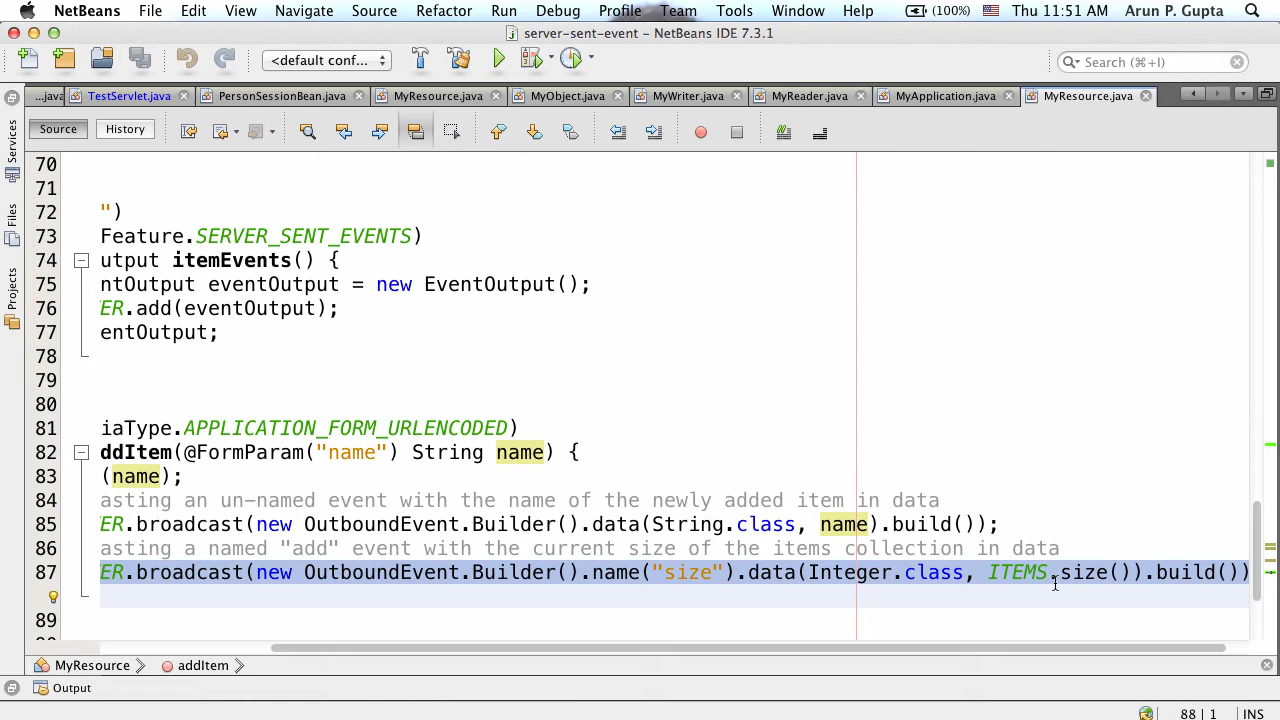 NetBeans File Edit View Navigate Source Refactor Run Debug Profile Team Tools Window Help (100%) Thu 11:51 AM Arun P. Gupta
server-sent-event – NetBeans IDE 7.3.1
<default conf... Search (⌘+I)
...java TestServlet.java PersonSessionBean.java MyResource.java MyObject.java MyWriter.java MyReader.java MyApplication.java MyResource.java
Source History
Services
Files
Projects
70
71
72 ")
73 Feature.SERVER_SENT_EVENTS)
74 utput itemEvents() {
75 ntOutput eventOutput = new EventOutput();
76 ER.add(eventOutput);
77 entOutput;
78
79
80
81 iaType.APPLICATION_FORM_URLENCODED)
82 ddItem(@FormParam("name") String name) {
83 (name);
84 asting an un-named event with the name of the newly added item in data
85 ER.broadcast(new OutboundEvent.Builder().data(String.class, name).build());
86 asting a named "add" event with the current size of the items collection in data
87 ER.broadcast(new OutboundEvent.Builder().name("size").data(Integer.class, ITEMS.size()).build())
89
MyResource addItem
Output
88 | 1 INS